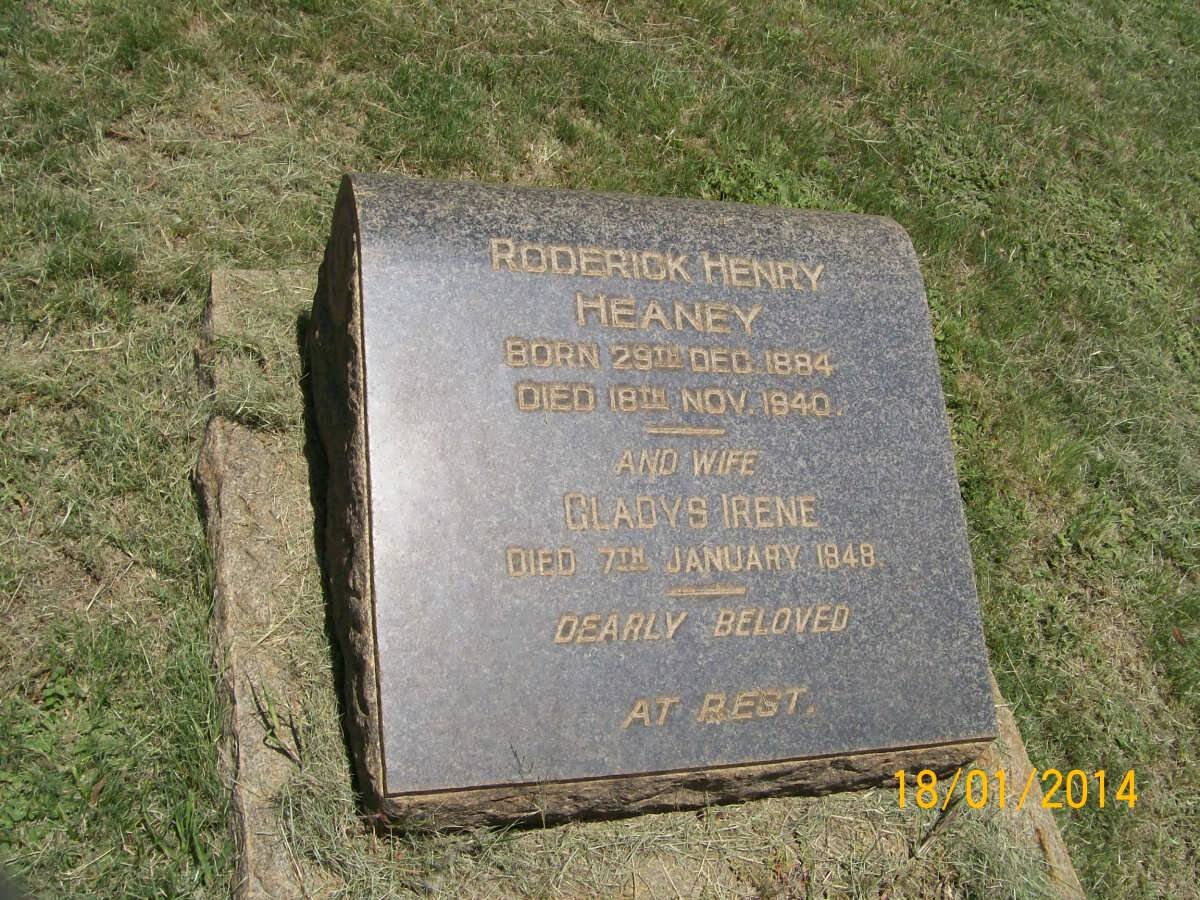 RODERICK HENRY
HEANEY
BORN 29TH DEC. 1884
DIED 18TH NOV. 1940.
AND WIFE
GLADYS IRENE
DIED 7TH JANUARY 1948.
DEARLY BELOVED
AT REST.
18/01/2014